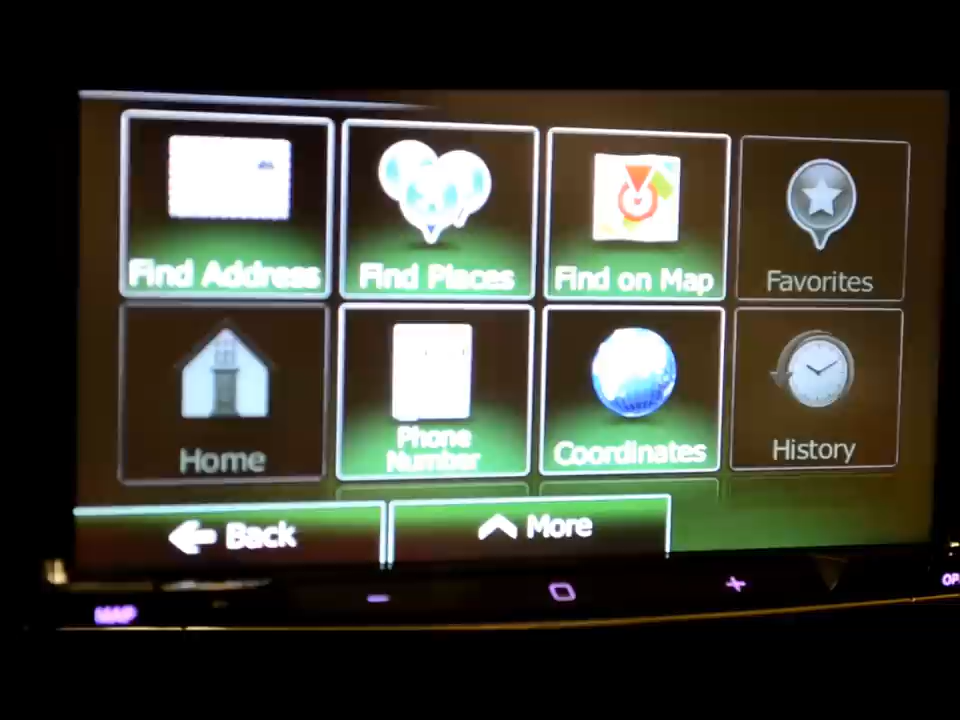 Find Address
Find Places
Find on Map
Favorites
Home
Phone
Number
Coordinates
History
Back
More
MAP